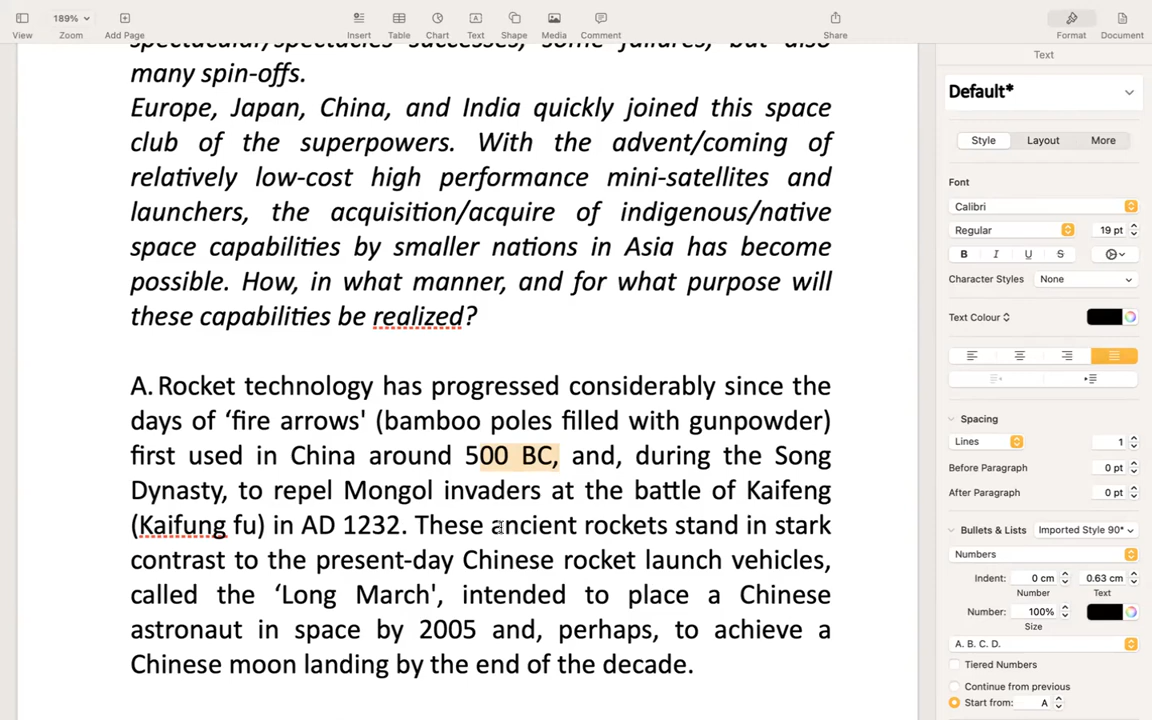 189%
View
Zoom
Add Page
Insert
Table
Chart
Text
Shape
Media
Comment
Share
Format
Document
spectacular/spectacles successes, some failures, but also
many spin-offs.
Europe, Japan, China, and India quickly joined this space
club of the superpowers. With the advent/coming of
relatively low-cost high performance mini-satellites and
launchers, the acquisition/acquire of indigenous/native
space capabilities by smaller nations in Asia has become
possible. How, in what manner, and for what purpose will
these capabilities be realized?
A. Rocket technology has progressed considerably since the
days of ‘fire arrows' (bamboo poles filled with gunpowder)
first used in China around 500 BC, and, during the Song
Dynasty, to repel Mongol invaders at the battle of Kaifeng
(Kaifung fu) in AD 1232. These ancient rockets stand in stark
contrast to the present-day Chinese rocket launch vehicles,
called the ‘Long March', intended to place a Chinese
astronaut in space by 2005 and, perhaps, to achieve a
Chinese moon landing by the end of the decade.
Text
Default*
Style
Layout
More
Font
Calibri
Regular
19 pt
B I U S
Character Styles
None
Text Colour
Spacing
Lines
1
Before Paragraph
0 pt
After Paragraph
0 pt
Bullets & Lists
Imported Style 90*
Numbers
Indent:
0 cm
0.63 cm
Number
Text
Number:
100%
Size
A. B. C. D.
Tiered Numbers
Continue from previous
Start from:
A